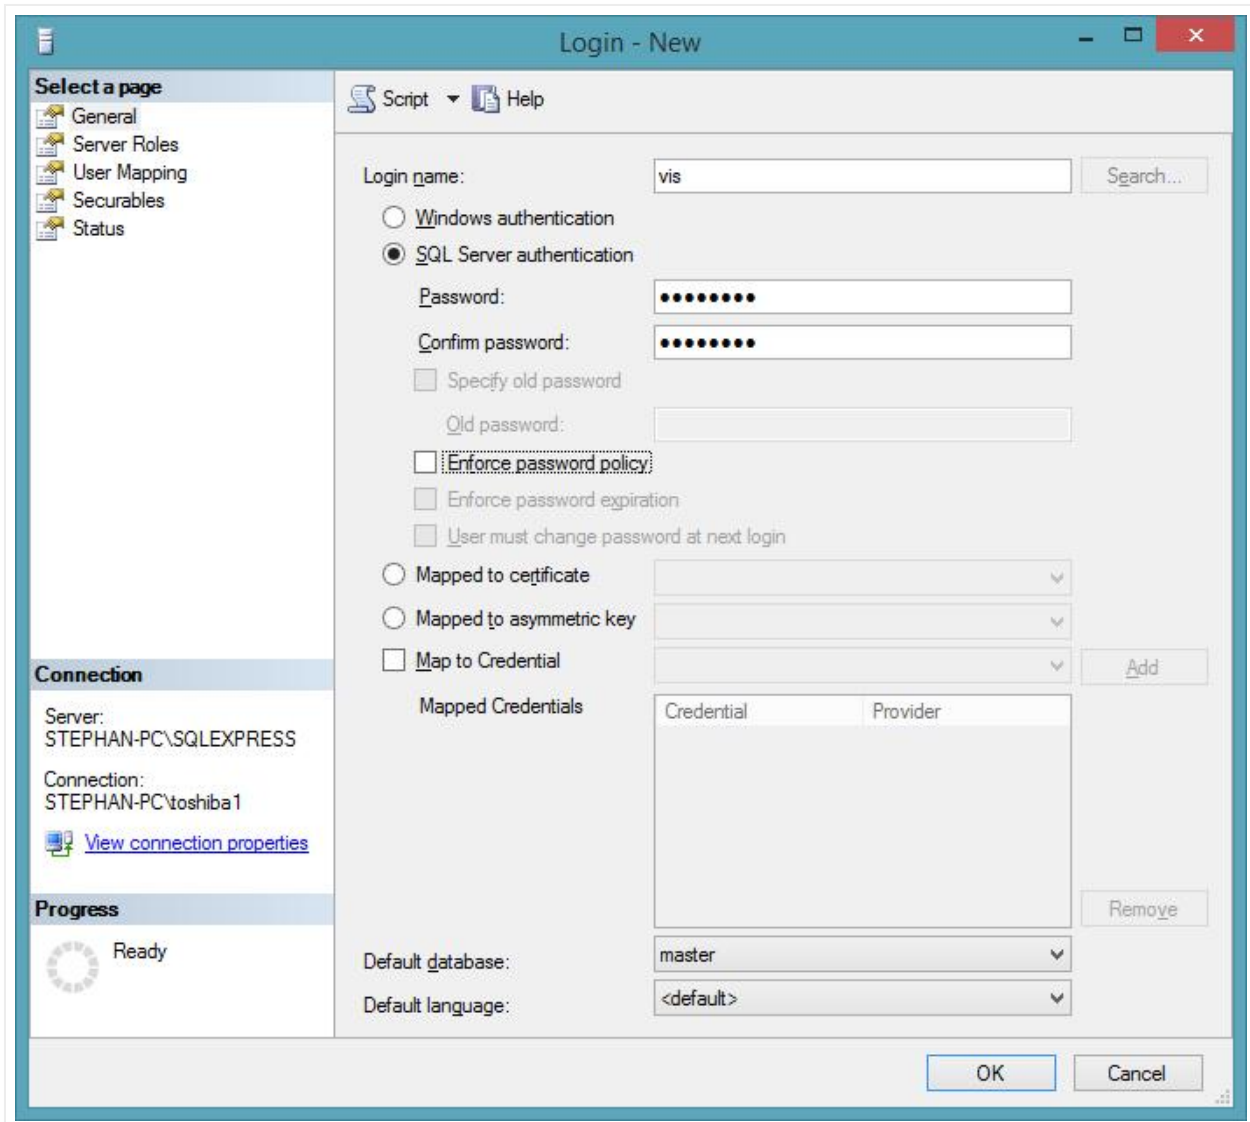 Login - New
Select a page
General
Server Roles
User Mapping
Securables
Status
Script Help
Login name: vis Search...
Windows authentication
SQL Server authentication
Password: ●●●●●●●●
Confirm password: ●●●●●●●●
Specify old password
Old password:
Enforce password policy
Enforce password expiration
User must change password at next login
Mapped to certificate
Mapped to asymmetric key
Map to Credential Add
Mapped Credentials Credential Provider
Remove
Default database: master
Default language: <default>
Connection
Server:
STEPHAN-PC\SQLEXPRESS
Connection:
STEPHAN-PC\toshiba1
View connection properties
Progress
Ready
OK Cancel